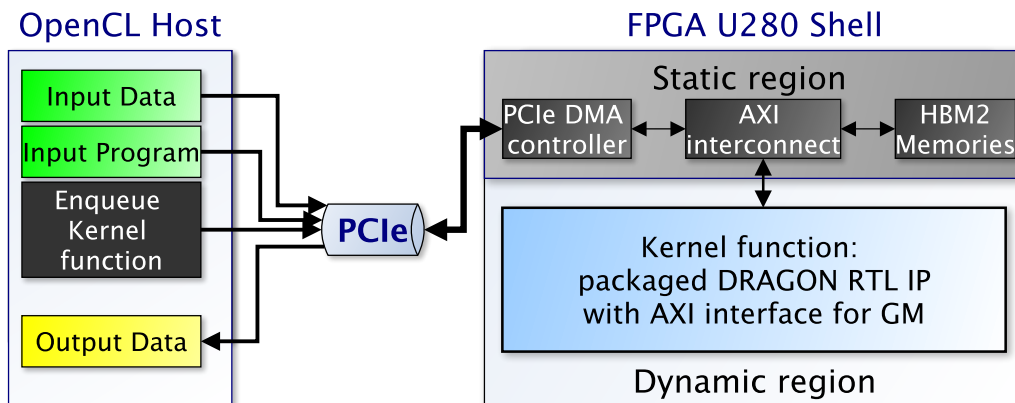 OpenCL Host
Input Data
Input Program
Enqueue
Kernel
function
Output Data
PCIe
FPGA U280 Shell
Static region
PCIe DMA
controller
AXI
interconnect
HBM2
Memories
Kernel function:
packaged DRAGON RTL IP
with AXI interface for GM
Dynamic region